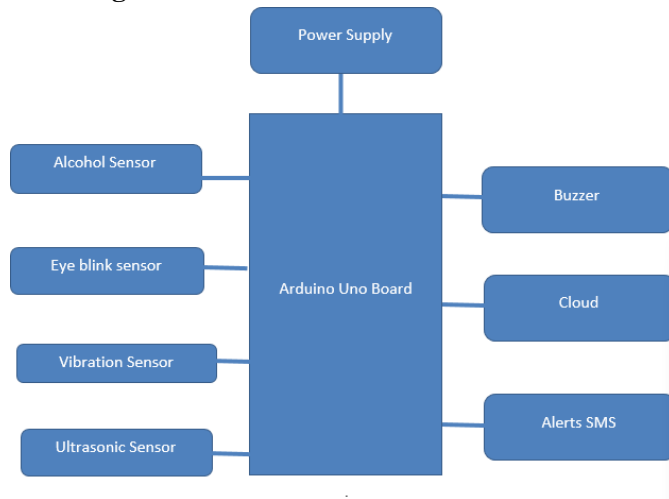 Power Supply
Alcohol Sensor
Eye blink sensor
Vibration Sensor
Ultrasonic Sensor
Arduino Uno Board
Buzzer
Cloud
Alerts SMS